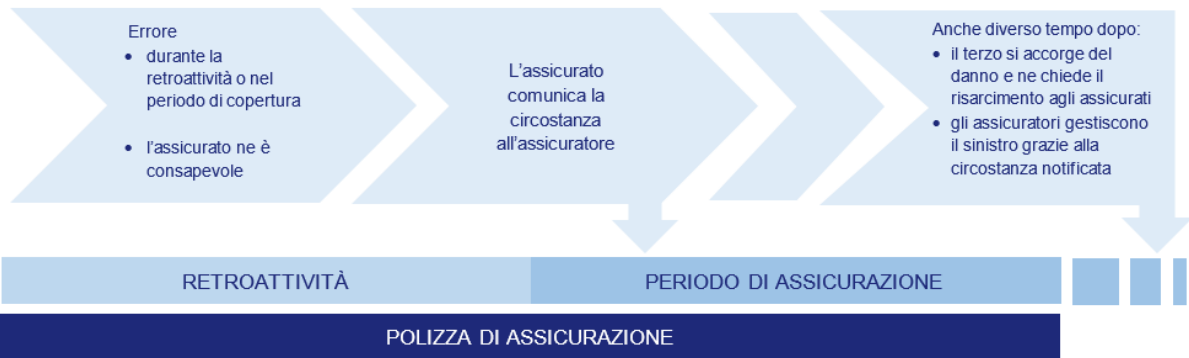 Errore
• durante la
retroattività o nel
periodo di copertura
• l’assicurato ne è
consapevole
L’assicurato
comunica la
circostanza
all’assicuratore
Anche diverso tempo dopo:
• il terzo si accorge del
danno e ne chiede il
risarcimento agli assicurati
• gli assicuratori gestiscono
il sinistro grazie alla
circostanza notificata
RETROATTIVITÀ
PERIODO DI ASSICURAZIONE
POLIZZA DI ASSICURAZIONE